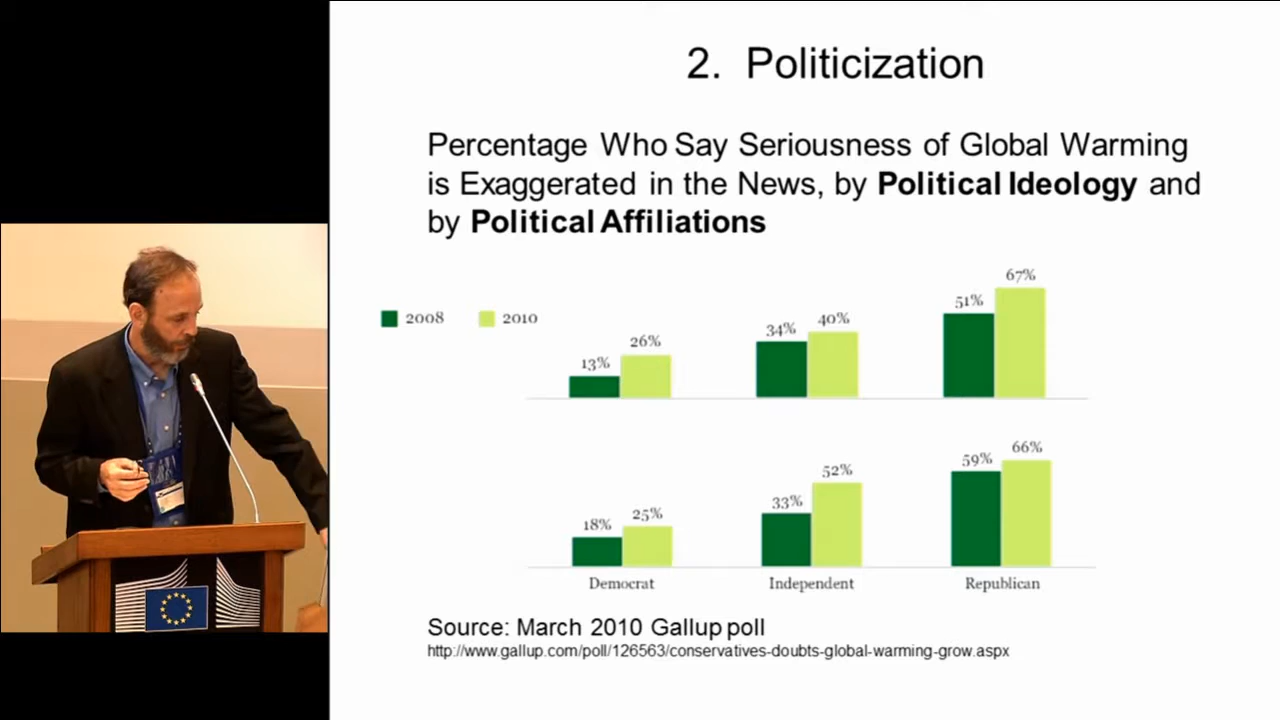 2. Politicization
Percentage Who Say Seriousness of Global Warming
is Exaggerated in the News, by Political Ideology and
by Political Affiliations
2008 2010
13% 26% 34% 40% 51% 67%
18% 25% 33% 52% 59% 66%
Democrat Independent Republican
Source: March 2010 Gallup poll
http://www.gallup.com/poll/126563/conservatives-doubts-global-warming-grow.aspx